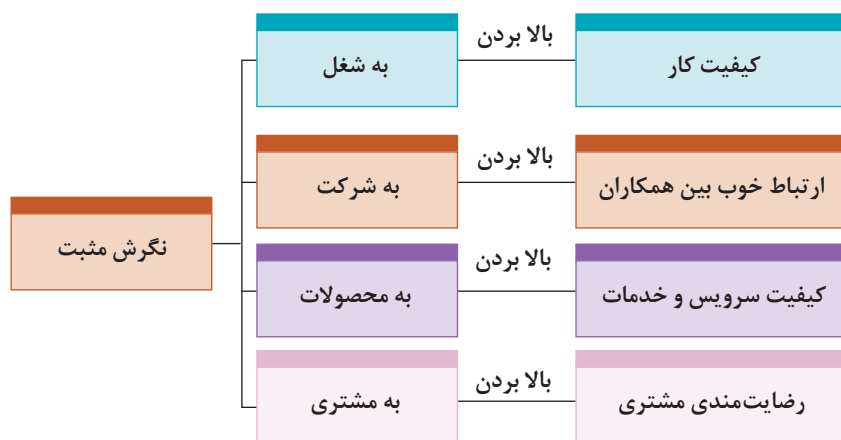 نگرش مثبت
به شغل
بالا بردن
کیفیت کار
به شرکت
بالا بردن
ارتباط خوب بین همکاران
به محصولات
بالا بردن
کیفیت سرویس و خدمات
به مشتری
بالا بردن
رضایت‌مندی مشتری